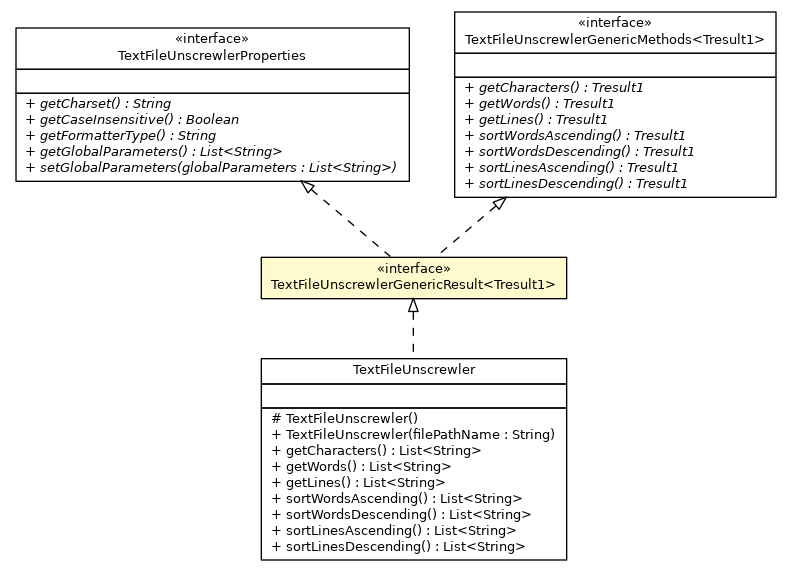 «interface»
TextFileUnscrewlerProperties
+ getCharset() : String
+ getCaseInsensitive() : Boolean
+ getFormatterType() : String
+ getGlobalParameters() : List<String>
+ setGlobalParameters(globalParameters : List<String>)
«interface»
TextFileUnscrewlerGenericMethods<Tresult1>
+ getCharacters() : Tresult1
+ getWords() : Tresult1
+ getLines() : Tresult1
+ sortWordsAscending() : Tresult1
+ sortWordsDescending() : Tresult1
+ sortLinesAscending() : Tresult1
+ sortLinesDescending() : Tresult1
«interface»
TextFileUnscrewlerGenericResult<Tresult1>
TextFileUnscrewler
# TextFileUnscrewler()
+ TextFileUnscrewler(filePathName : String)
+ getCharacters() : List<String>
+ getWords() : List<String>
+ getLines() : List<String>
+ sortWordsAscending() : List<String>
+ sortWordsDescending() : List<String>
+ sortLinesAscending() : List<String>
+ sortLinesDescending() : List<String>